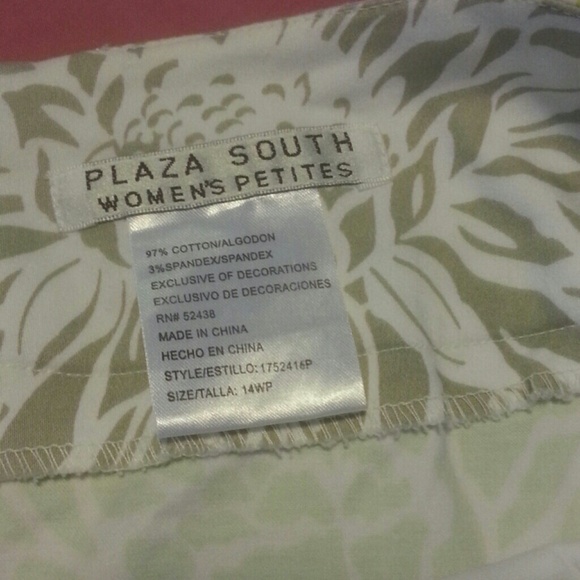 PLAZA SOUTH
WOMEN'S PETITES
97% COTTON/ALGODON
3%SPANDEX/SPANDEX
EXCLUSIVE OF DECORATIONS
EXCLUSIVO DE DECORACIONES
RN# 52438
MADE IN CHINA
HECHO EN CHINA
STYLE/ESTILLO: 1752416P
SIZE/TALLA: 14WP